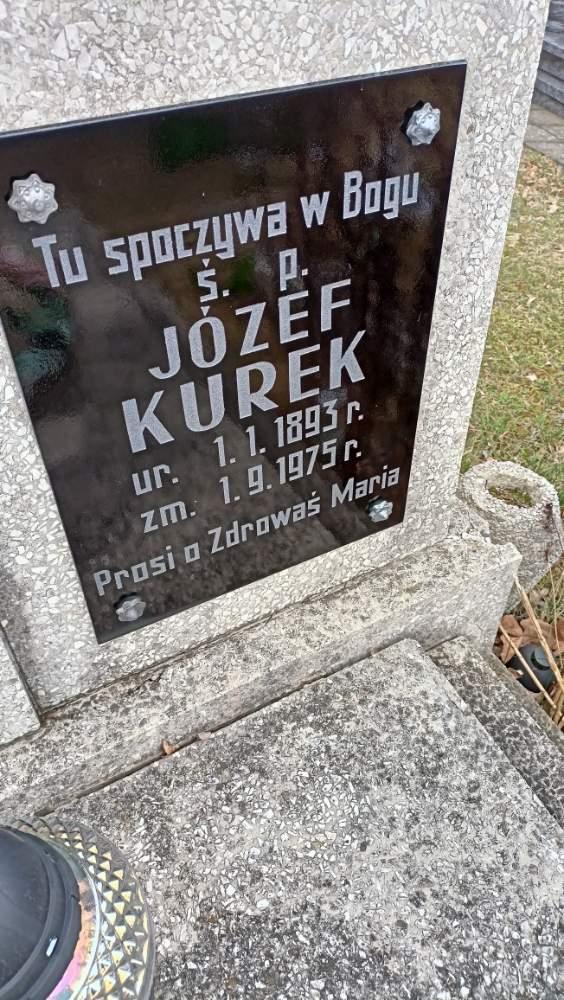 Tu spoczywa w Bogu
ś. p.
JÓZEF
KUREK
ur. 1.1.1893 r.
zm. 1.9.1975 r.
Prosi o Zdrowaś Maria